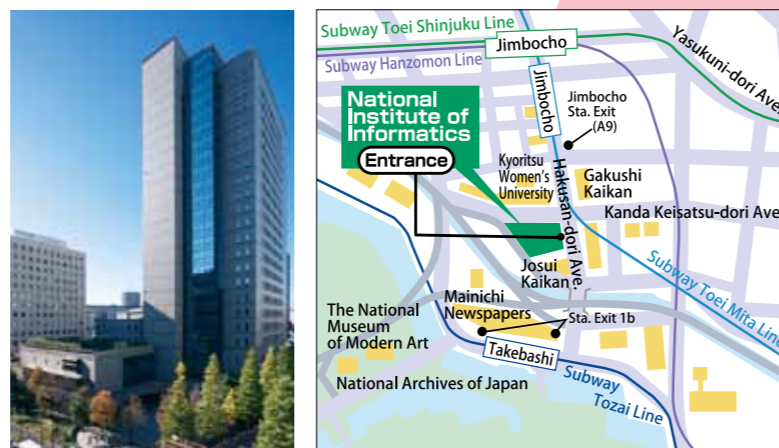 Subway Toei Shinjuku Line
Jimbocho
Subway Hanzomon Line
Yasukuni-dori Ave.
Jimbocho
National
Institute of
Informatics
Entrance
Jimbocho
Sta. Exit
(A9)
Kyoritsu
Women's
University
Hakusan-dori Ave.
Gakushi
Kaikan
Kanda Keisatsu-dori Ave.
Josui
Kaikan
Subway Toei Mita Line
Mainichi
Newspapers
Sta. Exit 1b
The National
Museum
of Modern Art
Takebashi
National Archives of Japan
Subway
Tozai Line